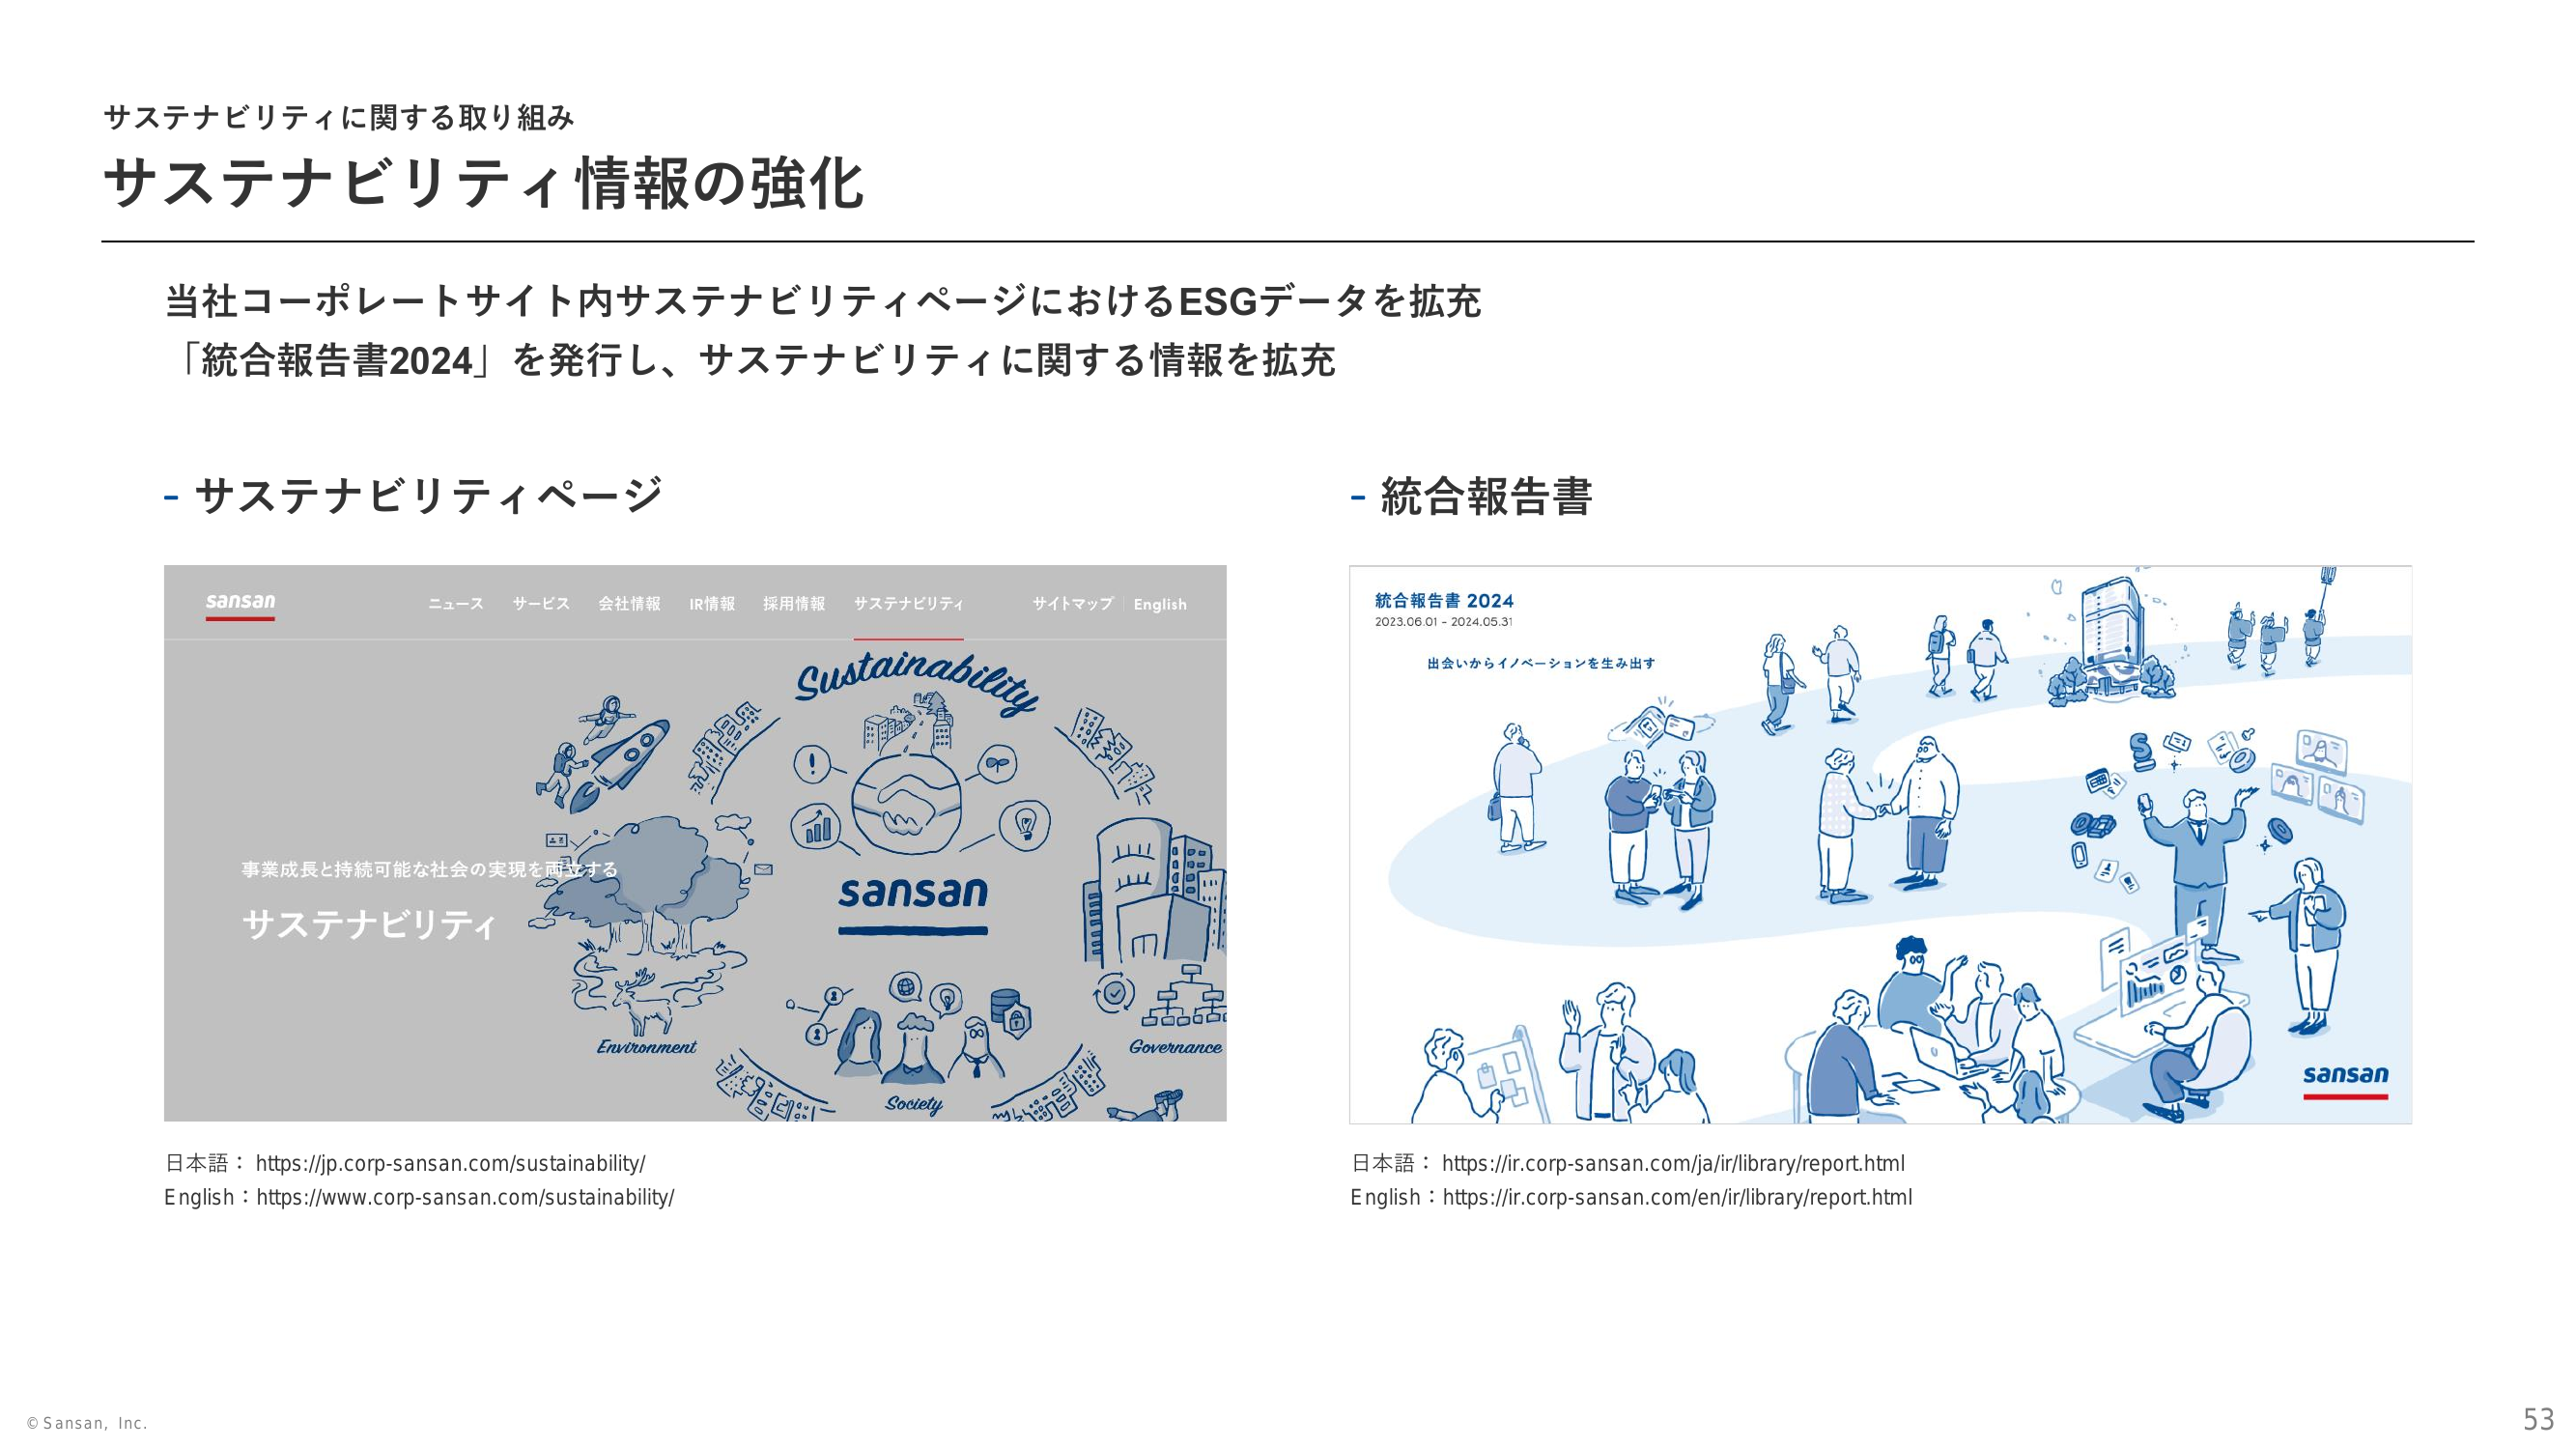 サステナビリティに関する取り組み
サステナビリティ情報の強化
当社コーポレートサイト内サステナビリティページにおけるESGデータを拡充
「統合報告書2024」を発行し、サステナビリティに関する情報を拡充
- サステナビリティページ
sansan
ニュース サービス 会社情報 IR情報 採用情報 サステナビリティ サイトマップ English
Sustainability
事業成長と持続可能な社会の実現を両立する
サステナビリティ
sansan
Environment
Governance
Society
日本語： https://jp.corp-sansan.com/sustainability/
English：https://www.corp-sansan.com/sustainability/
- 統合報告書
統合報告書 2024
2023.06.01 - 2024.05.31
出会いからイノベーションを生み出す
sansan
日本語： https://ir.corp-sansan.com/ja/ir/library/report.html
English：https://ir.corp-sansan.com/en/ir/library/report.html
© Sansan, Inc.
53